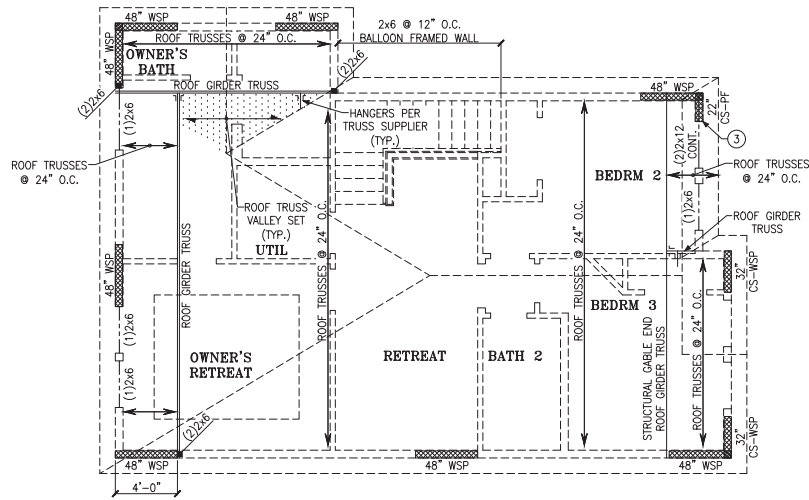 48" WSP
48" WSP
2x6 @ 12" O.C.
BALLOON FRAMED WALL
ROOF TRUSSES @ 24" O.C.
48" WSP
OWNER'S
BATH
(2)2x6
ROOF GIRDER TRUSS
(2)2x6
48" WSP
22"
CS-PF
(1)2x6
HANGERS PER
TRUSS SUPPLIER
(TYP.)
(2)2x12
CONT.
3
ROOF TRUSSES
@ 24" O.C.
ROOF TRUSSES
@ 24" O.C.
BEDRM 2
(1)2x6
ROOF TRUSS
VALLEY SET
(TYP.)
UTIL
ROOF GIRDER
TRUSS
ROOF GIRDER TRUSS
ROOF TRUSSES @ 24" O.C.
ROOF TRUSSES @ 24" O.C.
48" WSP
32"
CS-WSP
BEDRM 3
(1)2x6
OWNER'S
RETREAT
RETREAT
BATH 2
STRUCTURAL GABLE END
ROOF GIRDER TRUSS
ROOF TRUSSES @ 24" O.C.
(1)2x6
(2)2x6
32"
CS-WSP
48" WSP
48" WSP
48" WSP
4'-0"